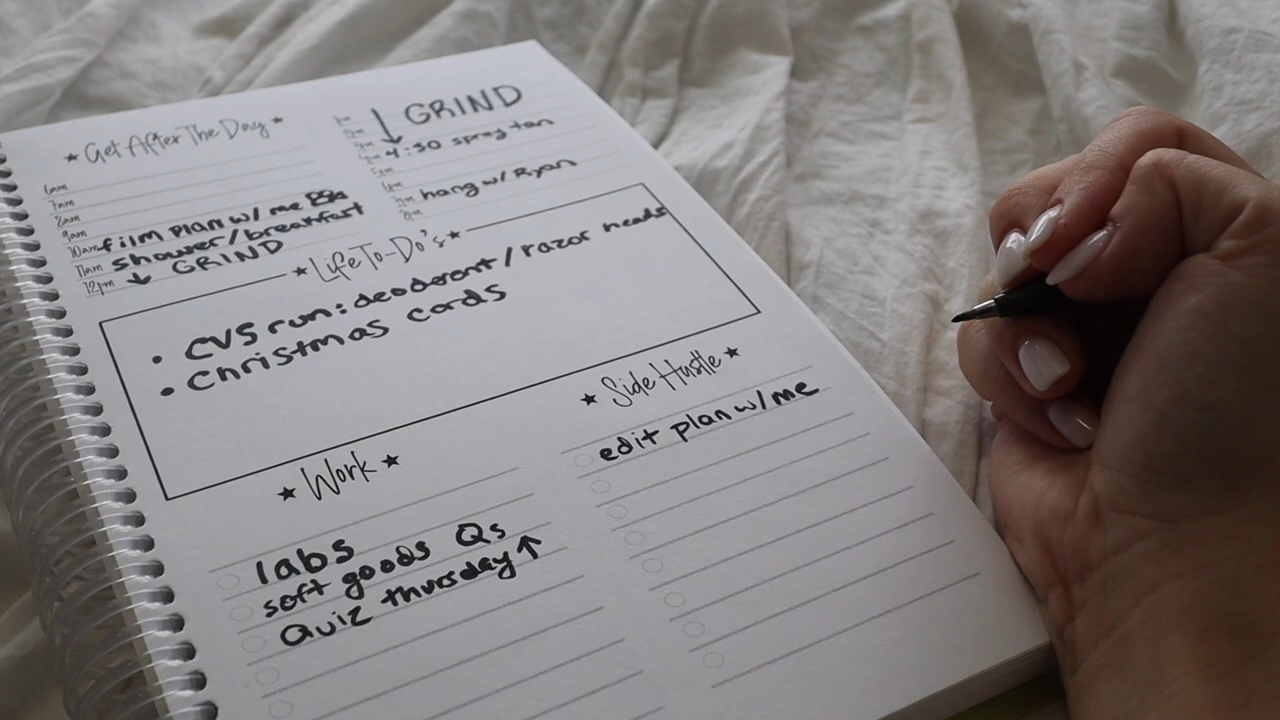 ★ Get After The Day ★
6am
7am
8am
9am
10am film plan w/ me
11am shower/breakfast
12pm ↓ GRIND
↓ GRIND
4:30 spray tan
hang w/ Ryan
★ Life To-Do's ★
• CVS run: deoderant / razor heads
• Christmas cards
★ Work ★
labs
soft goods Qs
Quiz thursday ↑
★ Side Hustle ★
edit plan w/ me